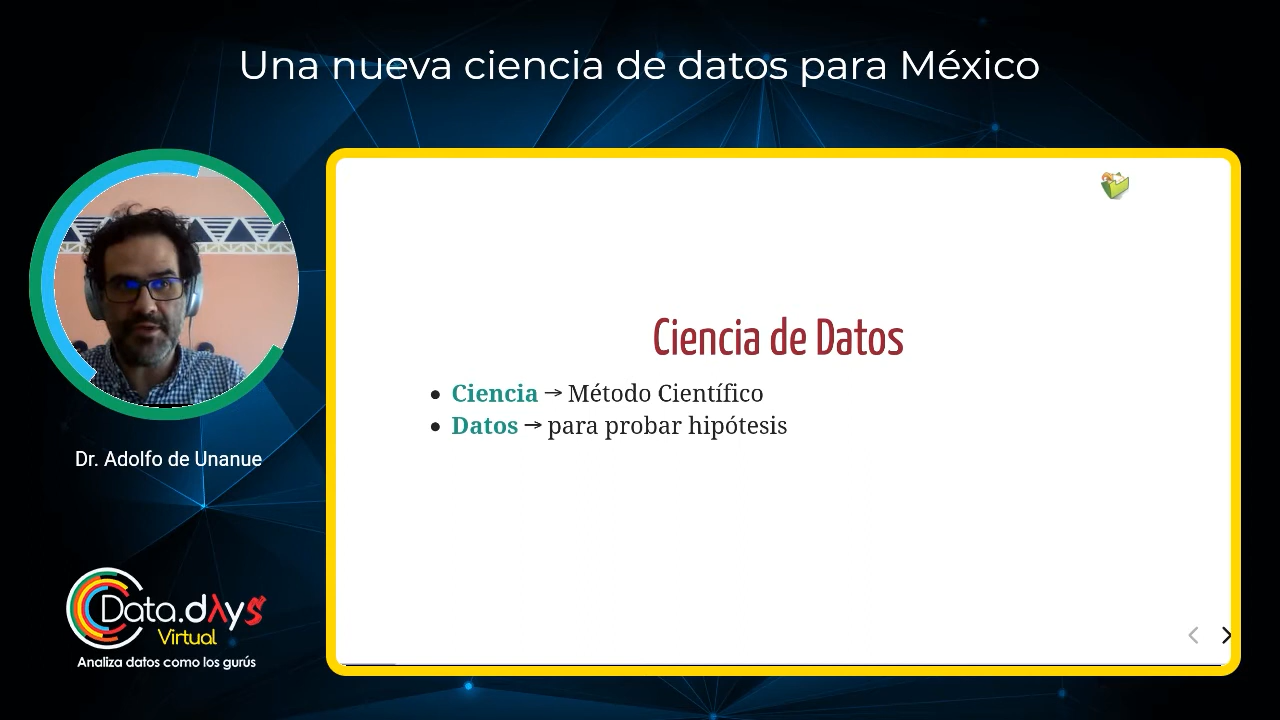 Una nueva ciencia de datos para México
Ciencia de Datos
Ciencia → Método Científico
Datos → para probar hipótesis
Dr. Adolfo de Unanue
Data.dλys
Virtual
Analiza datos como los gurús